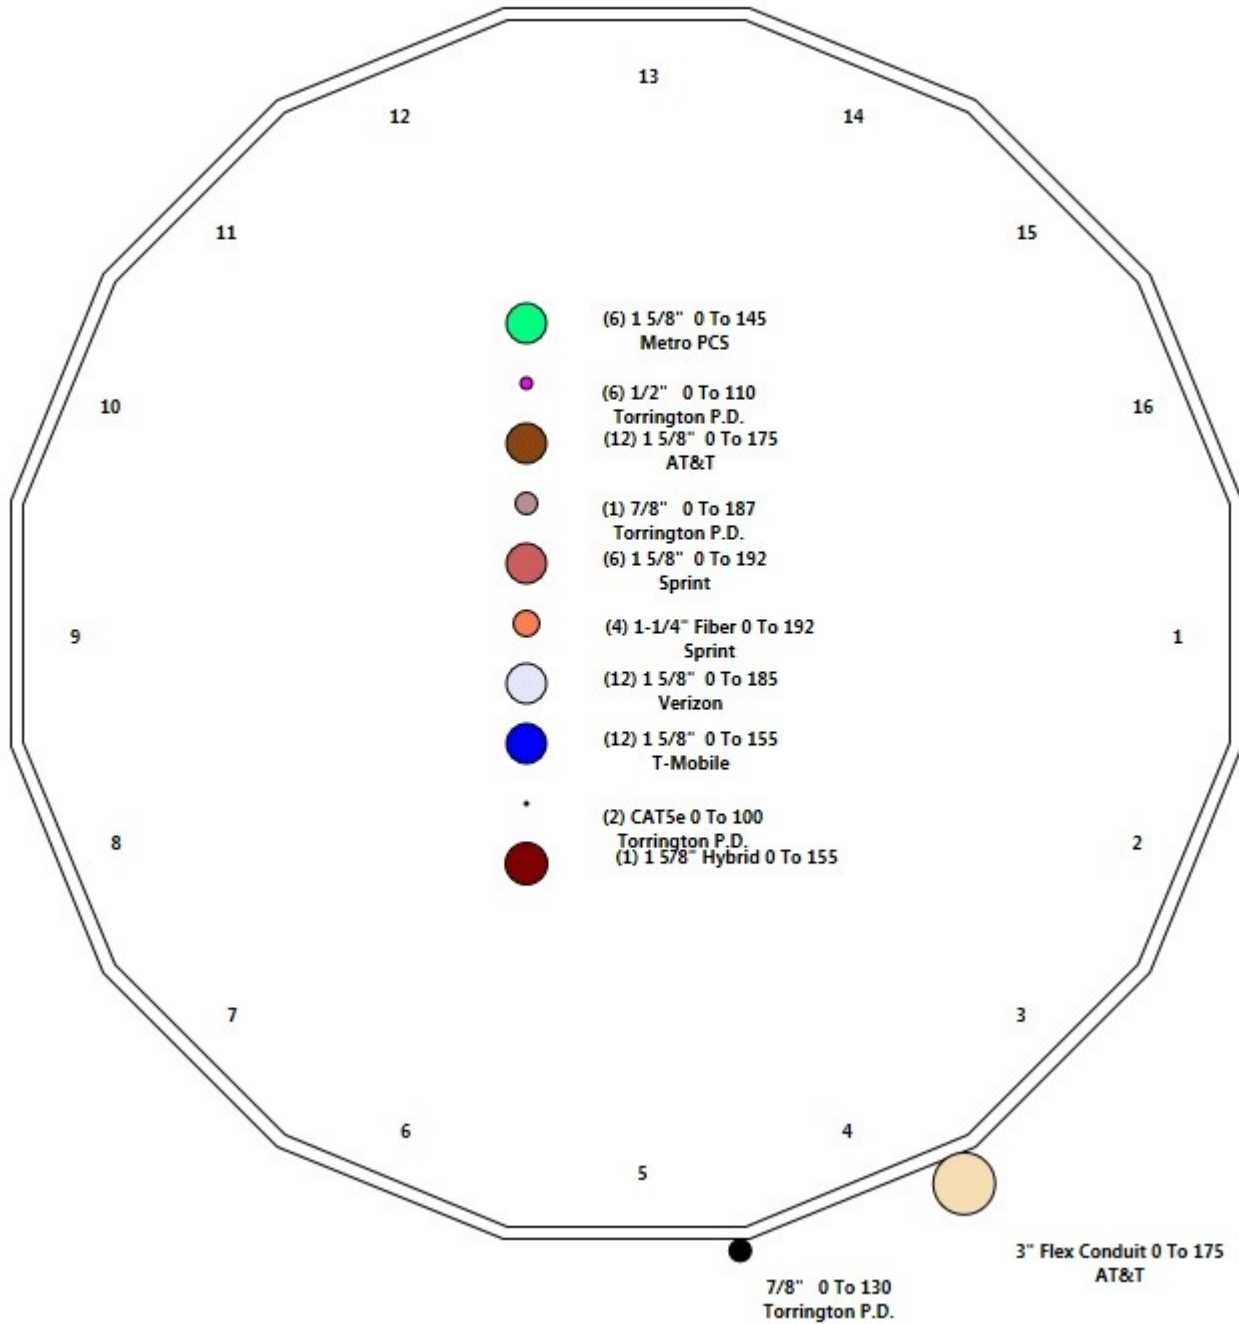 13
12
14
11
15
(6) 1 5/8"  0 To 145
Metro PCS
(6) 1/2"   0 To 110
Torrington P.D.
10
16
(12) 1 5/8"  0 To 175
AT&T
(1) 7/8"   0 To 187
Torrington P.D.
(6) 1 5/8"  0 To 192
Sprint
9
1
(4) 1-1/4" Fiber 0 To 192
Sprint
(12) 1 5/8"  0 To 185
Verizon
(12) 1 5/8"  0 To 155
T-Mobile
(2) CAT5e 0 To 100
Torrington P.D.
8
2
(1) 1 5/8" Hybrid 0 To 155
7
3
6
4
5
3" Flex Conduit 0 To 175
AT&T
7/8"   0 To 130
Torrington P.D.